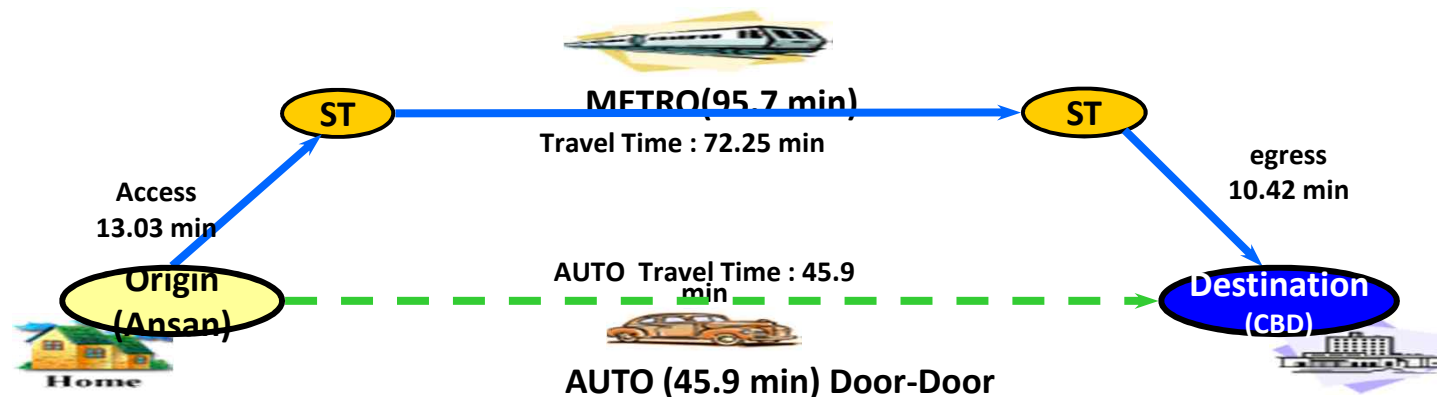 METRO(95.7 min)
ST
ST
Travel Time : 72.25 min
egress
10.42 min
Access
13.03 min
AUTO Travel Time : 45.9
min
Origin
(Ansan)
Destination
(CBD)
Home
AUTO (45.9 min) Door-Door